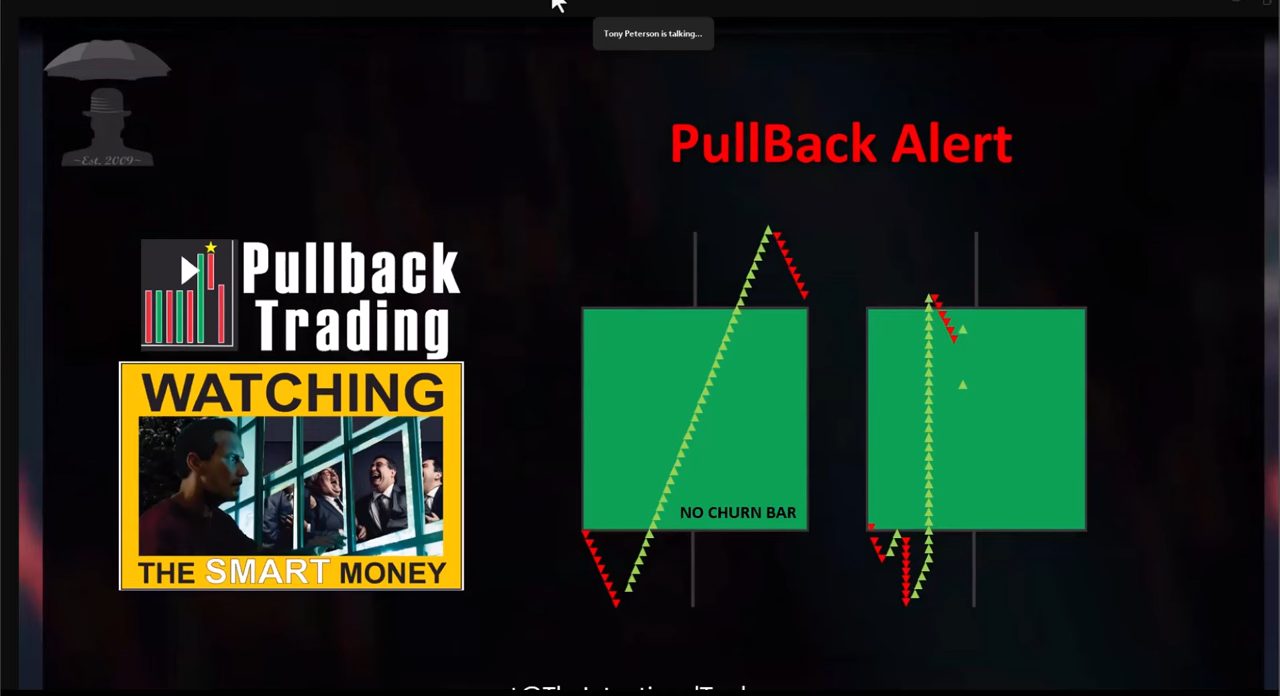 Tony Peterson is talking...
~Est. 2009~
PullBack Alert
Pullback
Trading
WATCHING
THE SMART MONEY
NO CHURN BAR